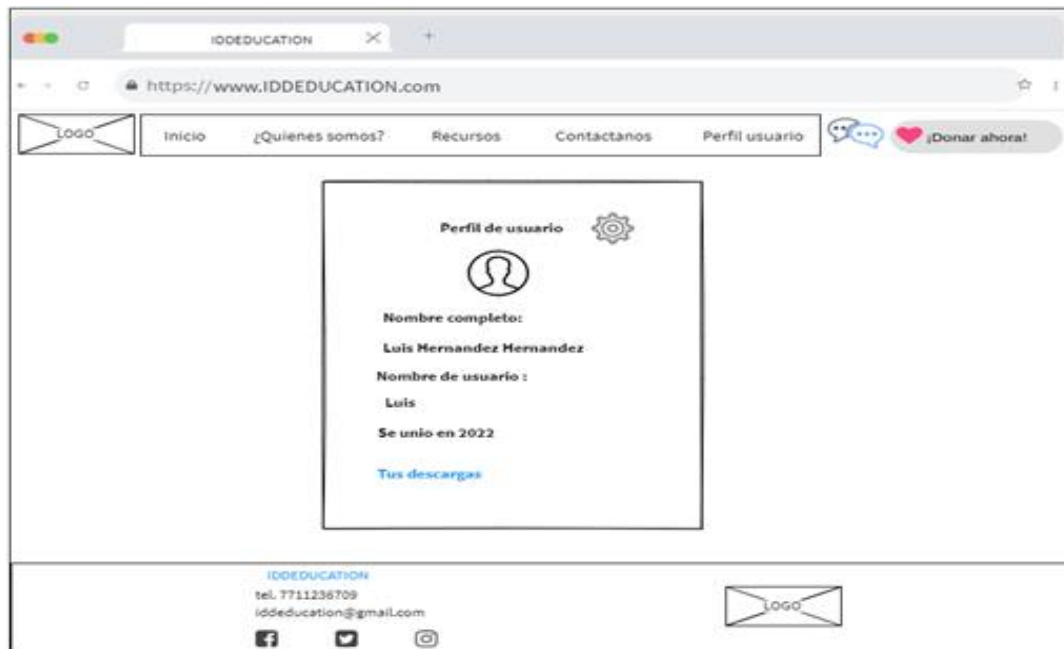 IDDEDUCATION
https://www.IDDEDUCATION.com
LOGO Inicio ¿Quienes somos? Recursos Contactanos Perfil usuario ¡Donar ahora!
Perfil de usuario
Nombre completo:
Luis Hernandez Hernandez
Nombre de usuario :
Luis
Se unio en 2022
Tus descargas
IDDEDUCATION
tel. 7711236709
iddeducation@gmail.com
LOGO